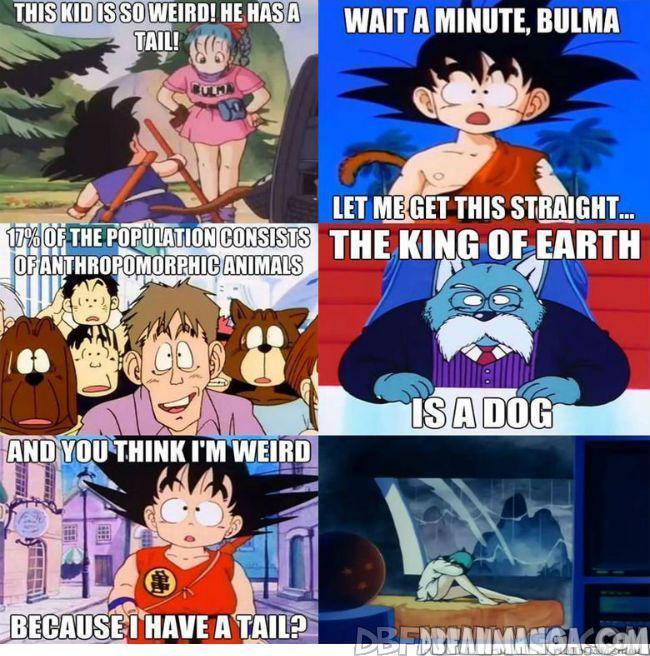 THIS KID IS SO WEIRD! HE HAS A
TAIL!
BULMA
WAIT A MINUTE, BULMA
LET ME GET THIS STRAIGHT...
17% OF THE POPULATION CONSISTS
OF ANTHROPOMORPHIC ANIMALS
THE KING OF EARTH
IS A DOG
AND YOU THINK I'M WEIRD
亀
BECAUSE I HAVE A TAIL?